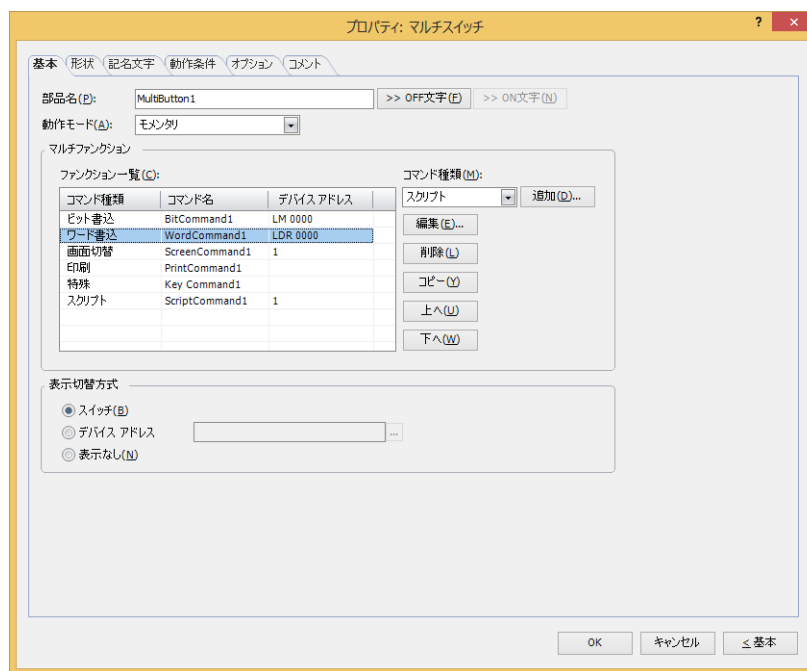 プロパティ: マルチスイッチ
? ×
基本 形状 記名文字 動作条件 オプション コメント
部品名(P): MultiButton1 >> OFF文字(F) >> ON文字(N)
動作モード(A): モメンタリ
マルチファンクション
ファンクション一覧(C): コマンド種類(M):
コマンド種類 コマンド名 デバイス アドレス スクリプト 追加(D)...
ビット書込 BitCommand1 LM 0000
ワード書込 WordCommand1 LDR 0000
画面切替 ScreenCommand1 1
印刷 PrintCommand1
特殊 Key Command1
スクリプト ScriptCommand1 1
編集(E)...
削除(L)
コピー(Y)
上へ(U)
下へ(W)
表示切替方式
スイッチ(B)
デバイス アドレス ...
表示なし(N)
OK キャンセル < 基本